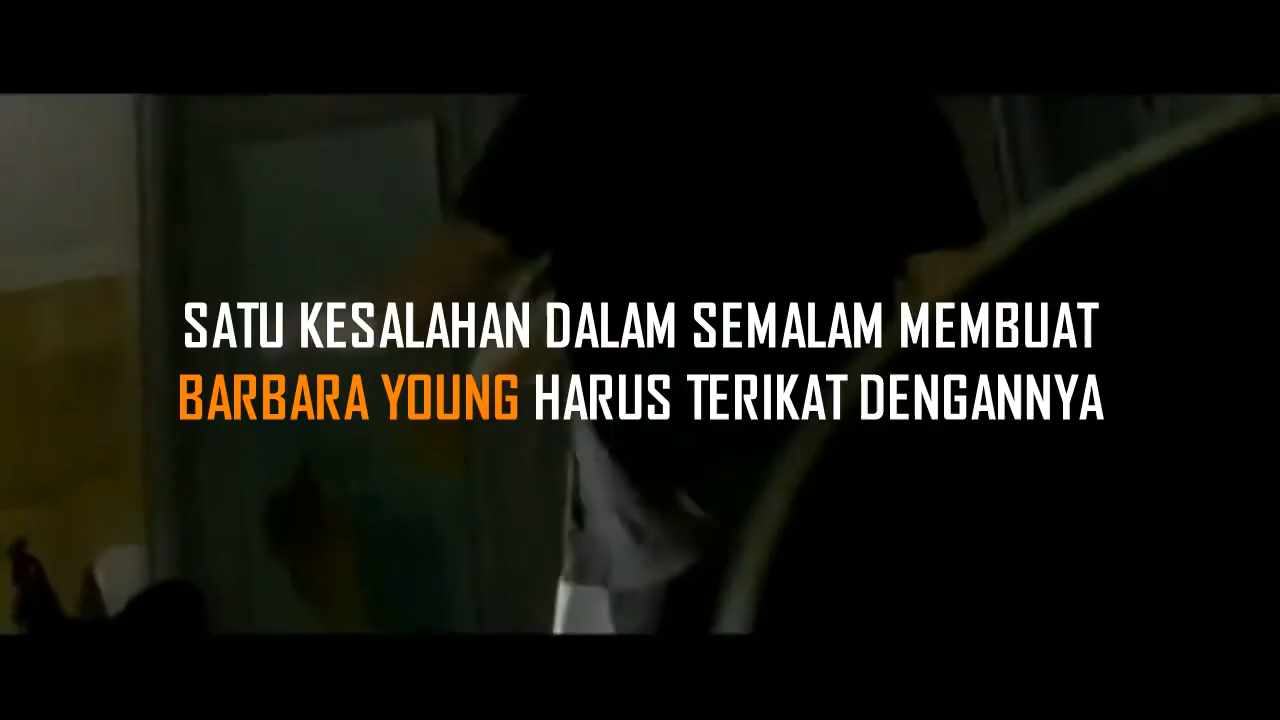 SATU KESALAHAN DALAM SEMALAM MEMBUAT
BARBARA YOUNG HARUS TERIKAT DENGANNYA